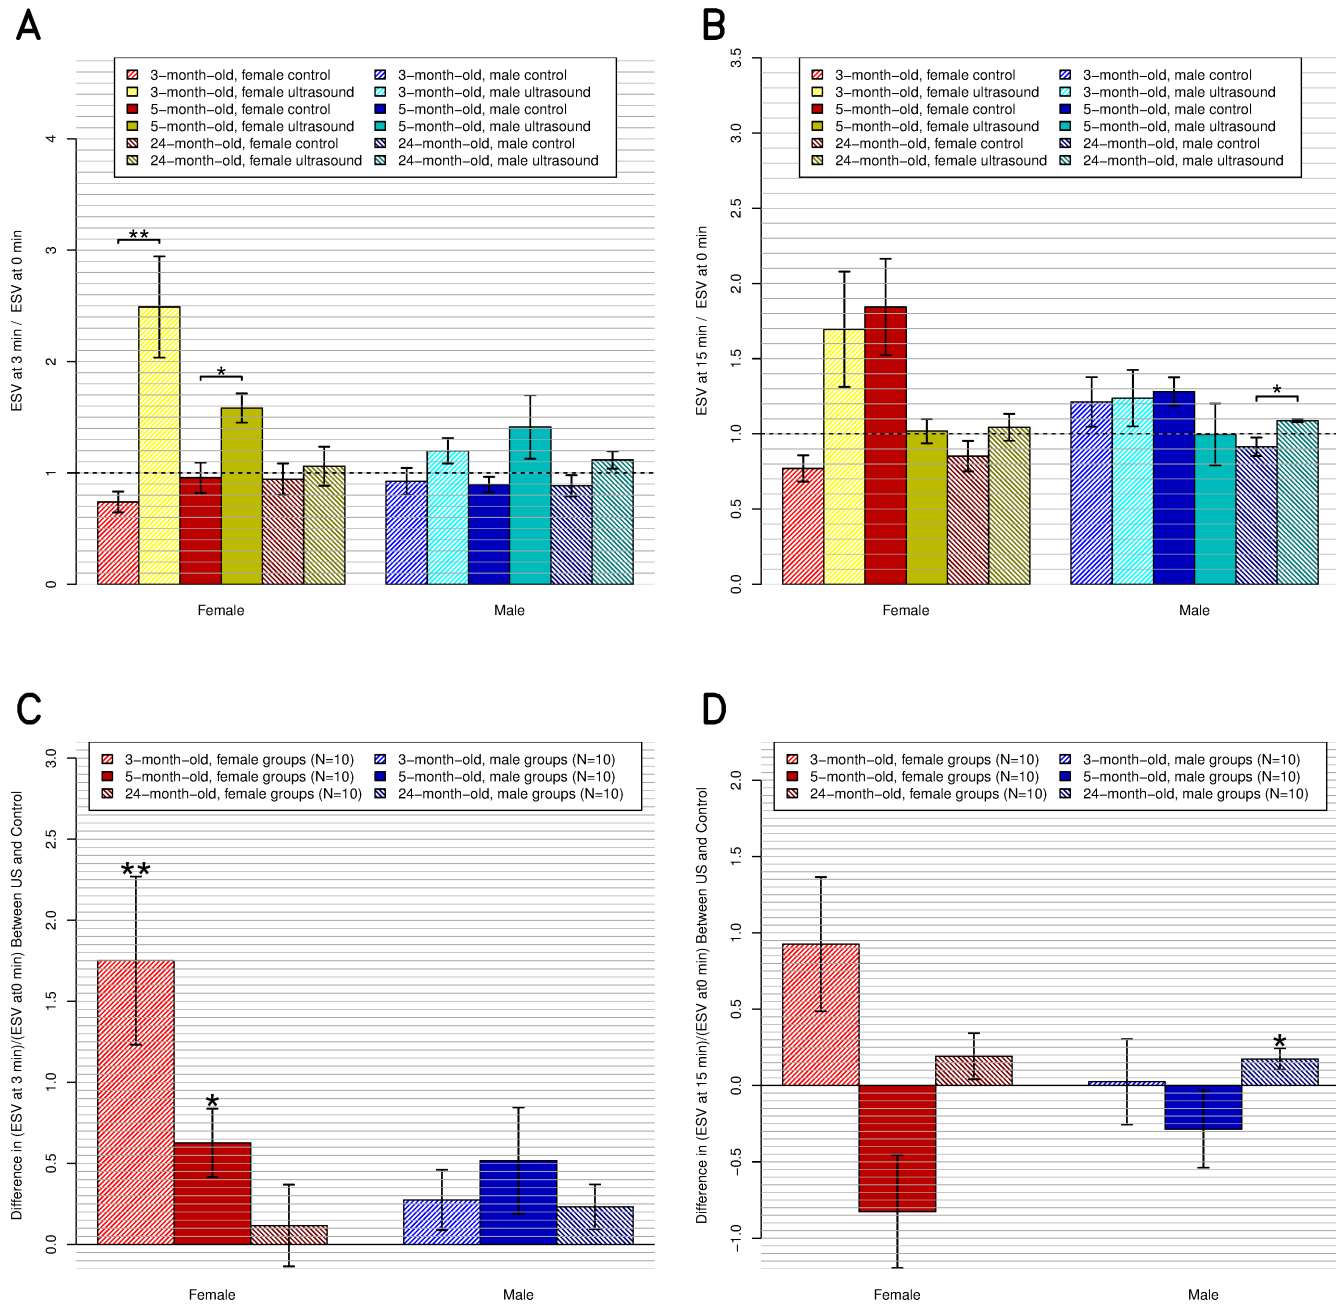 A
3-month-old, female control
3-month-old, female ultrasound
5-month-old, female control
5-month-old, female ultrasound
24-month-old, female control
24-month-old, female ultrasound
3-month-old, male control
3-month-old, male ultrasound
5-month-old, male control
5-month-old, male ultrasound
24-month-old, male control
24-month-old, male ultrasound
ESV at 3 min / ESV at 0 min
4
3
2
1
0
**
*
Female
Male
B
3-month-old, female control
3-month-old, female ultrasound
5-month-old, female control
5-month-old, female ultrasound
24-month-old, female control
24-month-old, female ultrasound
3-month-old, male control
3-month-old, male ultrasound
5-month-old, male control
5-month-old, male ultrasound
24-month-old, male control
24-month-old, male ultrasound
ESV at 15 min / ESV at 0 min
3.5
3.0
2.5
2.0
1.5
1.0
0.5
0.0
*
Female
Male
C
3-month-old, female groups (N=10)
5-month-old, female groups (N=10)
24-month-old, female groups (N=10)
3-month-old, male groups (N=10)
5-month-old, male groups (N=10)
24-month-old, male groups (N=10)
Difference in (ESV at 3 min)/(ESV at0 min) Between US and Control
3.0
2.5
2.0
1.5
1.0
0.5
0.0
**
*
Female
Male
D
3-month-old, female groups (N=10)
5-month-old, female groups (N=10)
24-month-old, female groups (N=10)
3-month-old, male groups (N=10)
5-month-old, male groups (N=10)
24-month-old, male groups (N=10)
Difference in (ESV at 15 min)/(ESV at0 min) Between US and Control
2.0
1.5
1.0
0.5
0.0
-0.5
-1.0
*
Female
Male